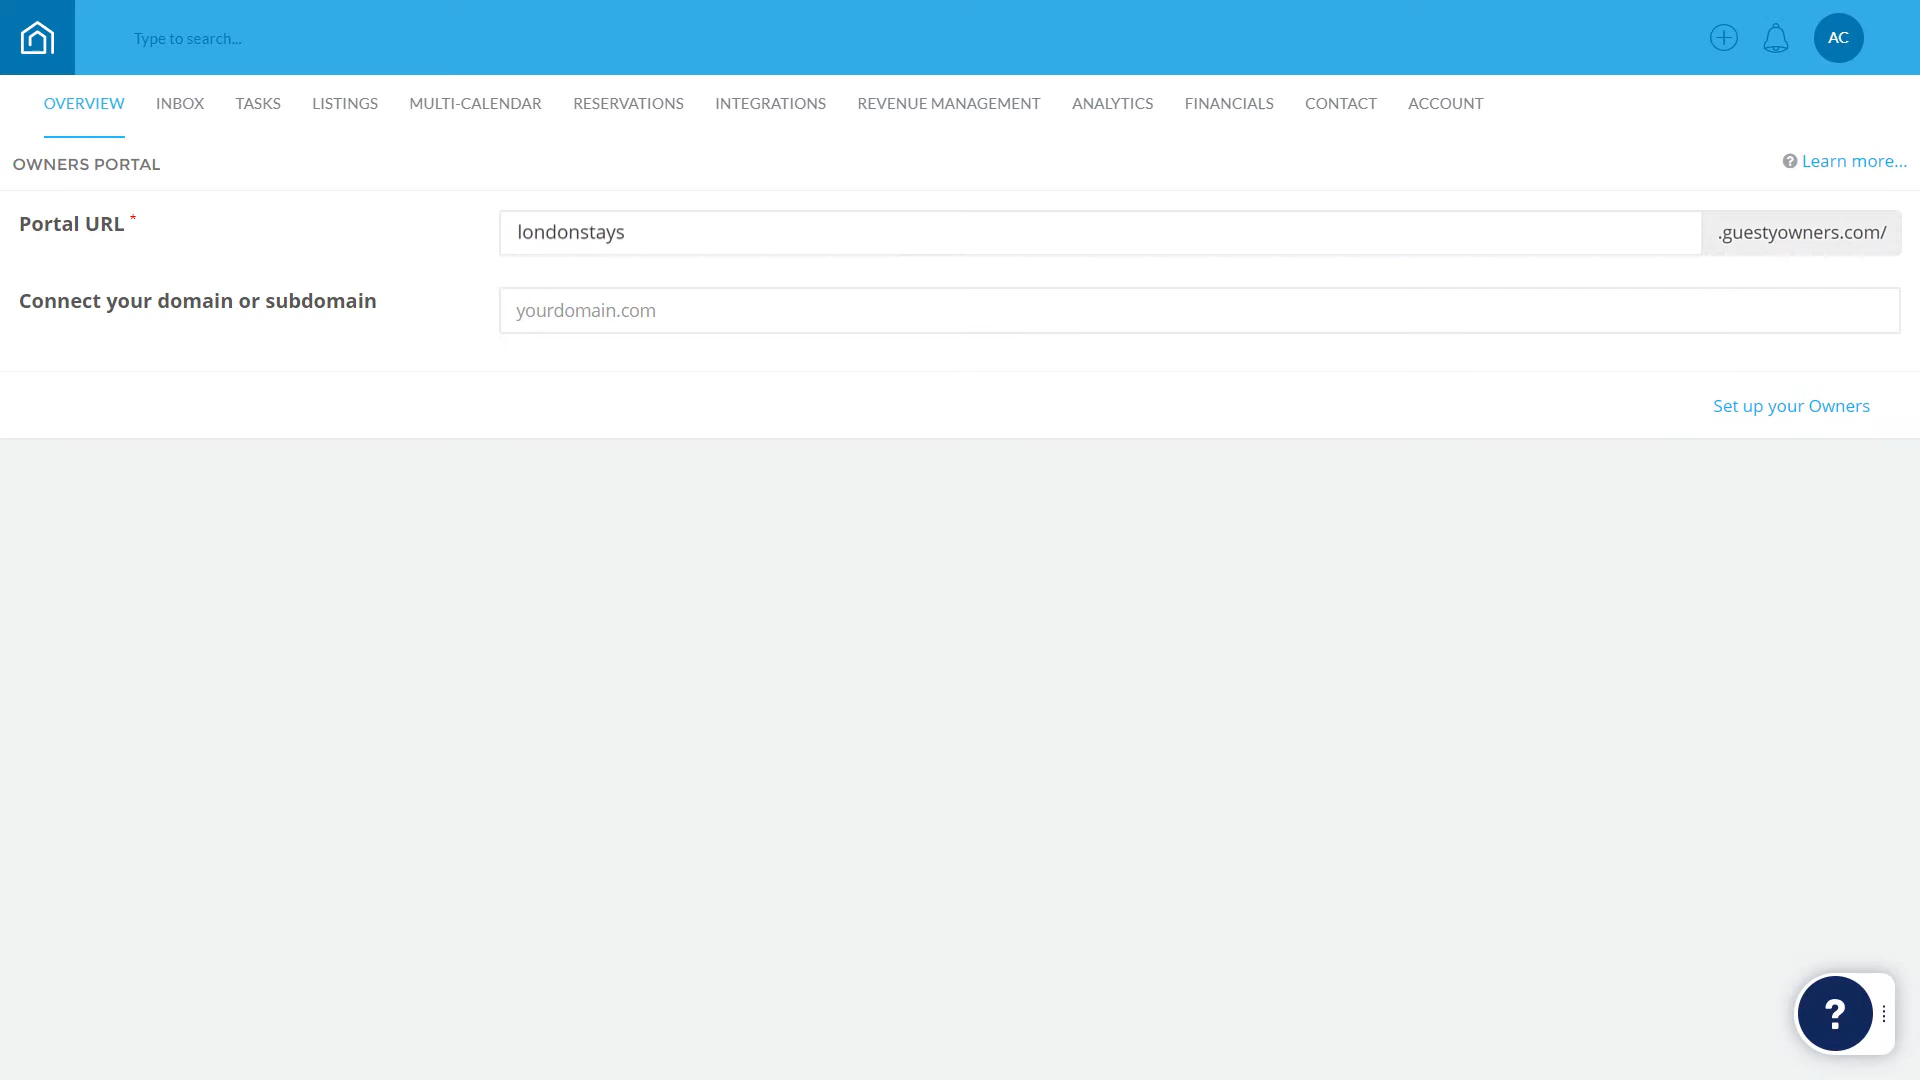 Type to search...
AC
OVERVIEW INBOX TASKS LISTINGS MULTI-CALENDAR RESERVATIONS INTEGRATIONS REVENUE MANAGEMENT ANALYTICS FINANCIALS CONTACT ACCOUNT
OWNERS PORTAL
? Learn more...
Portal URL *
londonstays .guestyowners.com/
Connect your domain or subdomain
yourdomain.com
Set up your Owners
?